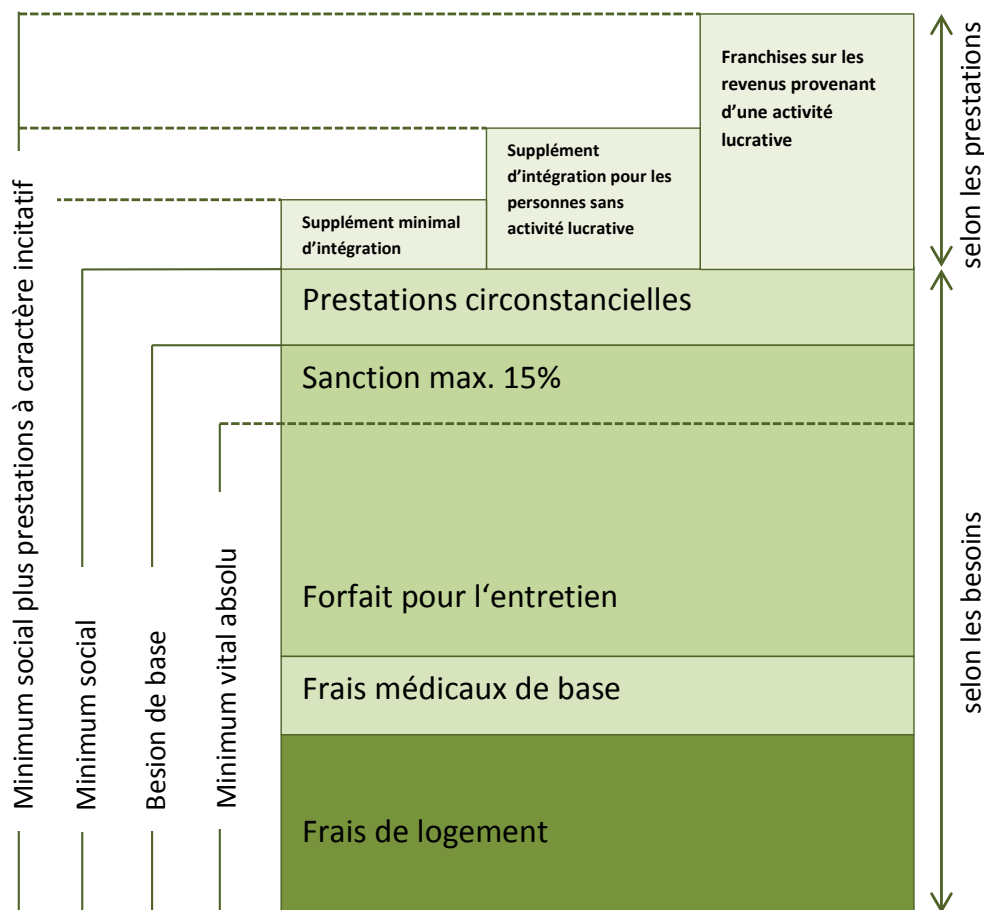 Franchises sur les
revenus provenant
d'une activité
lucrative
Supplément
d'intégration pour les
personnes sans
activité lucrative
Supplément minimal
d'intégration
Prestations circonstancielles
Sanction max. 15%
Forfait pour l‘entretien
Frais médicaux de base
Frais de logement
Minimum social plus prestations à caractère incitatif
Minimum social
Besion de base
Minimum vital absolu
selon les prestations
selon les besoins